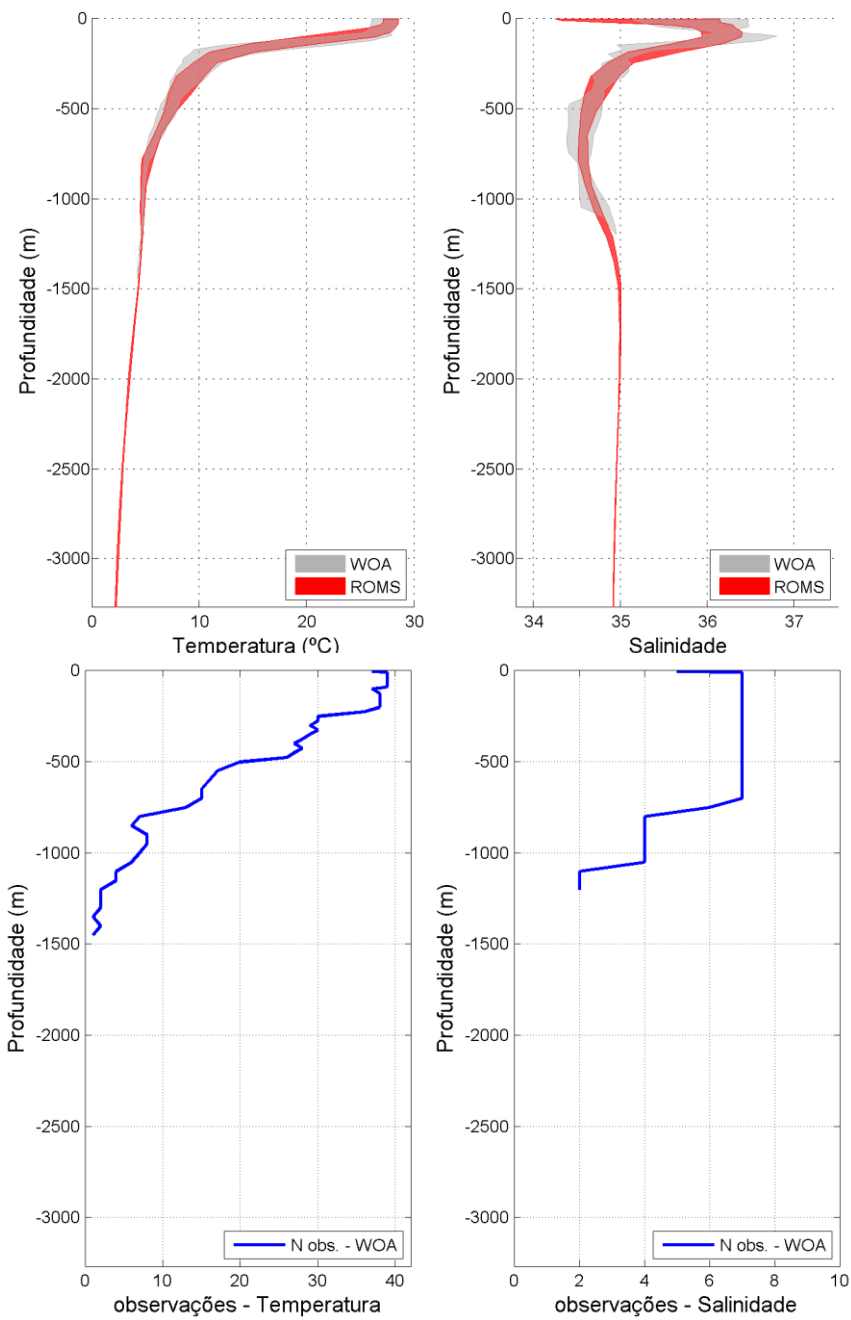 0
-500
-1000
-1500
-2000
-2500
-3000
Profundidade (m)
WOA
ROMS
0 10 20 30
Temperatura (ºC)
0
-500
-1000
-1500
-2000
-2500
-3000
Profundidade (m)
WOA
ROMS
34 35 36 37
Salinidade
0
-500
-1000
-1500
-2000
-2500
-3000
Profundidade (m)
N obs. - WOA
0 10 20 30 40
observações - Temperatura
0
-500
-1000
-1500
-2000
-2500
-3000
Profundidade (m)
N obs. - WOA
0 2 4 6 8 10
observações - Salinidade